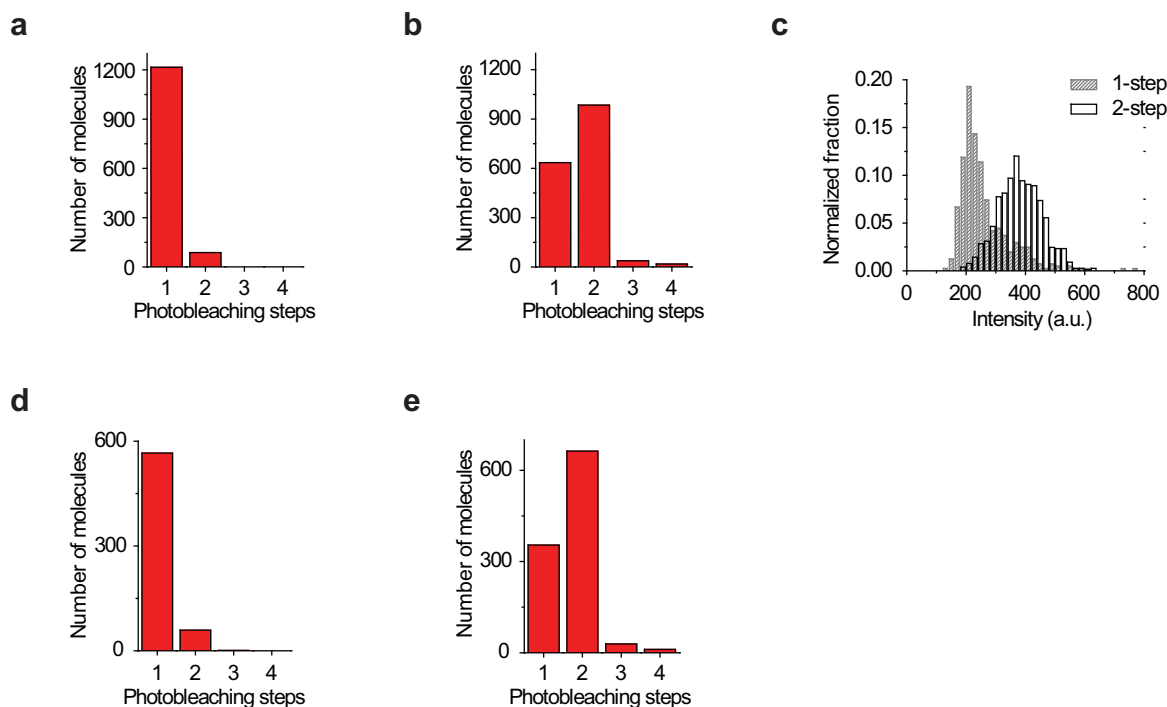 a
Number of molecules
1200
900
600
300
0
1 2 3 4
Photobleaching steps
b
Number of molecules
1200
900
600
300
0
1 2 3 4
Photobleaching steps
c
Normalized fraction
0.20
0.15
0.10
0.05
0.00
0 200 400 600 800
Intensity (a.u.)
1-step
2-step
d
Number of molecules
600
300
0
1 2 3 4
Photobleaching steps
e
Number of molecules
600
300
0
1 2 3 4
Photobleaching steps